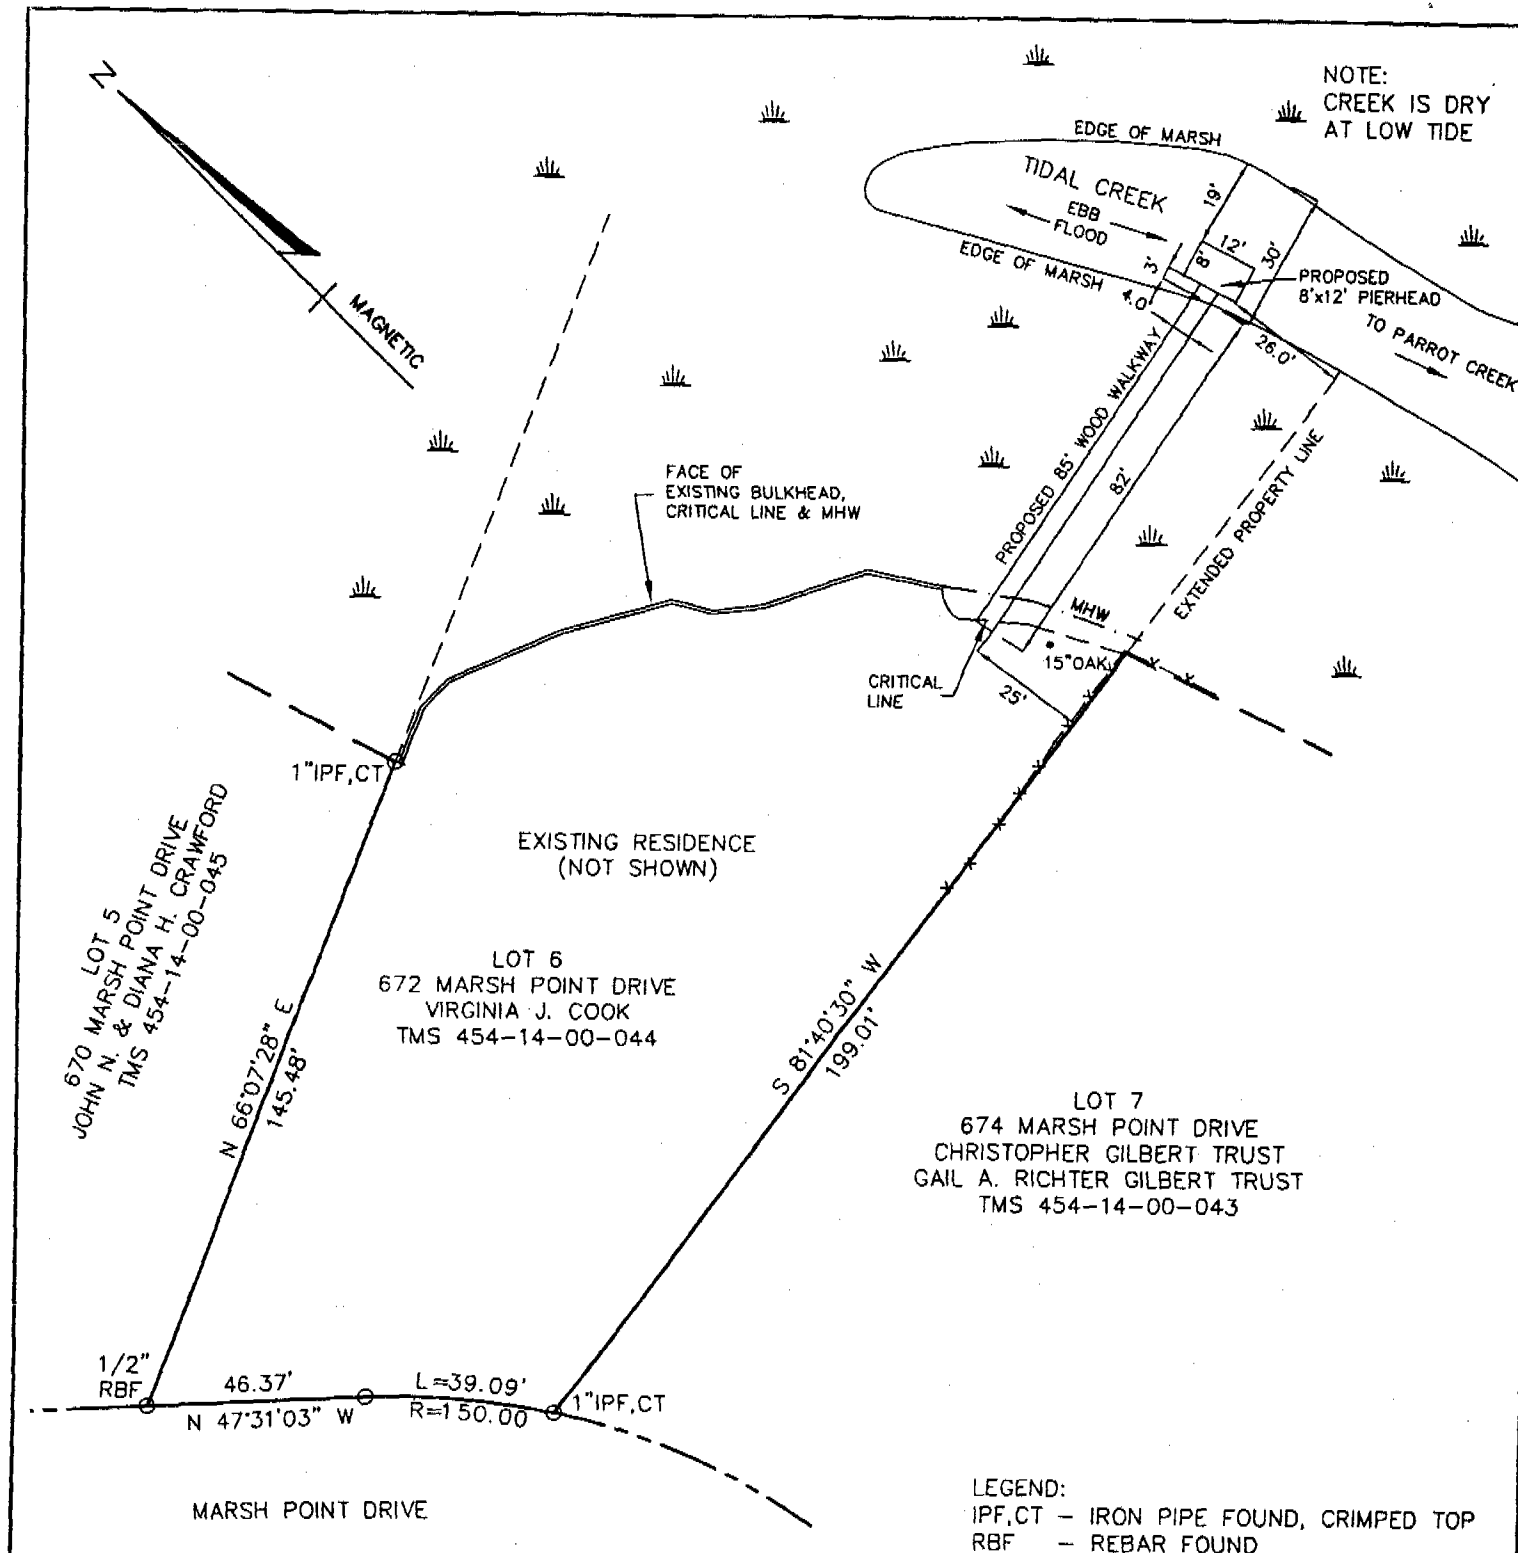 NOTE:
CREEK IS DRY
AT LOW TIDE
N
MAGNETIC
EDGE OF MARSH
TIDAL CREEK
EBB
FLOOD
EDGE OF MARSH
19'
12'
8'
3'
30'
4.0'
26.0'
PROPOSED
8'x12' PIERHEAD
TO PARROT CREEK
PROPOSED 85' WOOD WALKWAY
82'
EXTENDED PROPERTY LINE
FACE OF
EXISTING BULKHEAD,
CRITICAL LINE & MHW
MHW
15"OAK
CRITICAL
LINE
25'
1"IPF,CT
EXISTING RESIDENCE
(NOT SHOWN)
LOT 5
670 MARSH POINT DRIVE
JOHN N. & DIANA H. CRAWFORD
TMS 454-14-00-045
LOT 6
672 MARSH POINT DRIVE
VIRGINIA J. COOK
TMS 454-14-00-044
N 66°07'28" E
145.48'
S 81°40'30" W
199.01'
LOT 7
674 MARSH POINT DRIVE
CHRISTOPHER GILBERT TRUST
GAIL A. RICHTER GILBERT TRUST
TMS 454-14-00-043
1/2"
RBF
46.37'
N 47°31'03" W
L=39.09'
R=150.00
1"IPF,CT
MARSH POINT DRIVE
LEGEND:
IPF,CT – IRON PIPE FOUND, CRIMPED TOP
RBF – REBAR FOUND